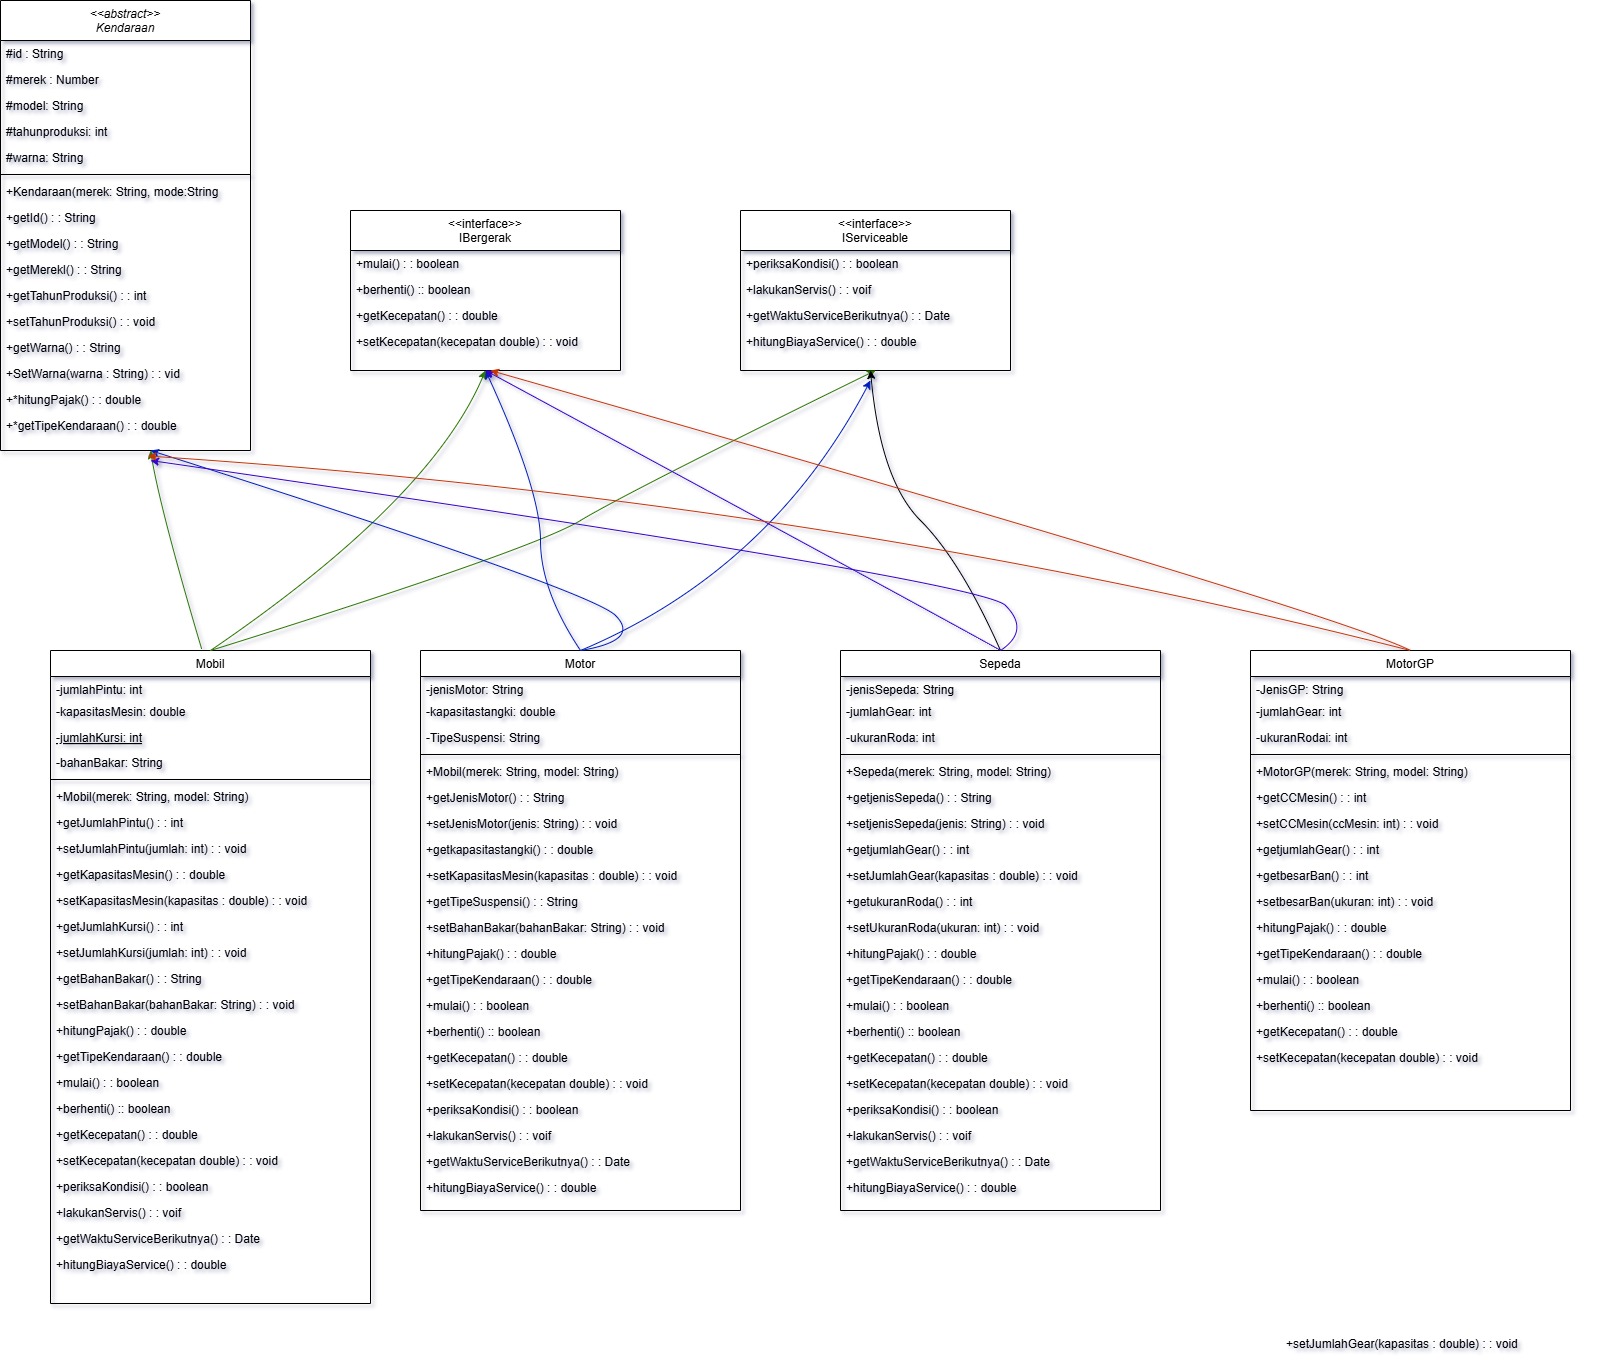 <<abstract>>
Kendaraan
#id : String
#merek : Number
#model: String
#tahunproduksi: int
#warna: String
+Kendaraan(merek: String, mode:String
+getId() : : String
+getModel() : : String
+getMerekl() : : String
+getTahunProduksi() : : int
+setTahunProduksi() : : void
+getWarna() : : String
+SetWarna(warna : String) : : vid
+*hitungPajak() : : double
+*getTipeKendaraan() : : double
<<interface>>
IBergerak
+mulai() : : boolean
+berhenti() :: boolean
+getKecepatan() : : double
+setKecepatan(kecepatan double) : : void
<<interface>>
IServiceable
+periksaKondisi() : : boolean
+lakukanServis() : : voif
+getWaktuServiceBerikutnya() : : Date
+hitungBiayaService() : : double
Mobil
-jumlahPintu: int
-kapasitasMesin: double
-jumlahKursi: int
-bahanBakar: String
+Mobil(merek: String, model: String)
+getJumlahPintu() : : int
+setJumlahPintu(jumlah: int) : : void
+getKapasitasMesin() : : double
+setKapasitasMesin(kapasitas : double) : : void
+getJumlahKursi() : : int
+setJumlahKursi(jumlah: int) : : void
+getBahanBakar() : : String
+setBahanBakar(bahanBakar: String) : : void
+hitungPajak() : : double
+getTipeKendaraan() : : double
+mulai() : : boolean
+berhenti() :: boolean
+getKecepatan() : : double
+setKecepatan(kecepatan double) : : void
+periksaKondisi() : : boolean
+lakukanServis() : : voif
+getWaktuServiceBerikutnya() : : Date
+hitungBiayaService() : : double
Motor
-jenisMotor: String
-kapasitastangki: double
-TipeSuspensi: String
+Mobil(merek: String, model: String)
+getJenisMotor() : : String
+setJenisMotor(jenis: String) : : void
+getkapasitastangki() : : double
+setKapasitasMesin(kapasitas : double) : : void
+getTipeSuspensi() : : String
+setBahanBakar(bahanBakar: String) : : void
+hitungPajak() : : double
+getTipeKendaraan() : : double
+mulai() : : boolean
+berhenti() :: boolean
+getKecepatan() : : double
+setKecepatan(kecepatan double) : : void
+periksaKondisi() : : boolean
+lakukanServis() : : voif
+getWaktuServiceBerikutnya() : : Date
+hitungBiayaService() : : double
Sepeda
-jenisSepeda: String
-jumlahGear: int
-ukuranRoda: int
+Sepeda(merek: String, model: String)
+getjenisSepeda() : : String
+setjenisSepeda(jenis: String) : : void
+getjumlahGear() : : int
+setJumlahGear(kapasitas : double) : : void
+getukuranRoda() : : int
+setUkuranRoda(ukuran: int) : : void
+hitungPajak() : : double
+getTipeKendaraan() : : double
+mulai() : : boolean
+berhenti() :: boolean
+getKecepatan() : : double
+setKecepatan(kecepatan double) : : void
+periksaKondisi() : : boolean
+lakukanServis() : : voif
+getWaktuServiceBerikutnya() : : Date
+hitungBiayaService() : : double
MotorGP
-JenisGP: String
-jumlahGear: int
-ukuranRodai: int
+MotorGP(merek: String, model: String)
+getCCMesin() : : int
+setCCMesin(ccMesin: int) : : void
+getjumlahGear() : : int
+getbesarBan() : : int
+setbesarBan(ukuran: int) : : void
+hitungPajak() : : double
+getTipeKendaraan() : : double
+mulai() : : boolean
+berhenti() :: boolean
+getKecepatan() : : double
+setKecepatan(kecepatan double) : : void
+setJumlahGear(kapasitas : double) : : void